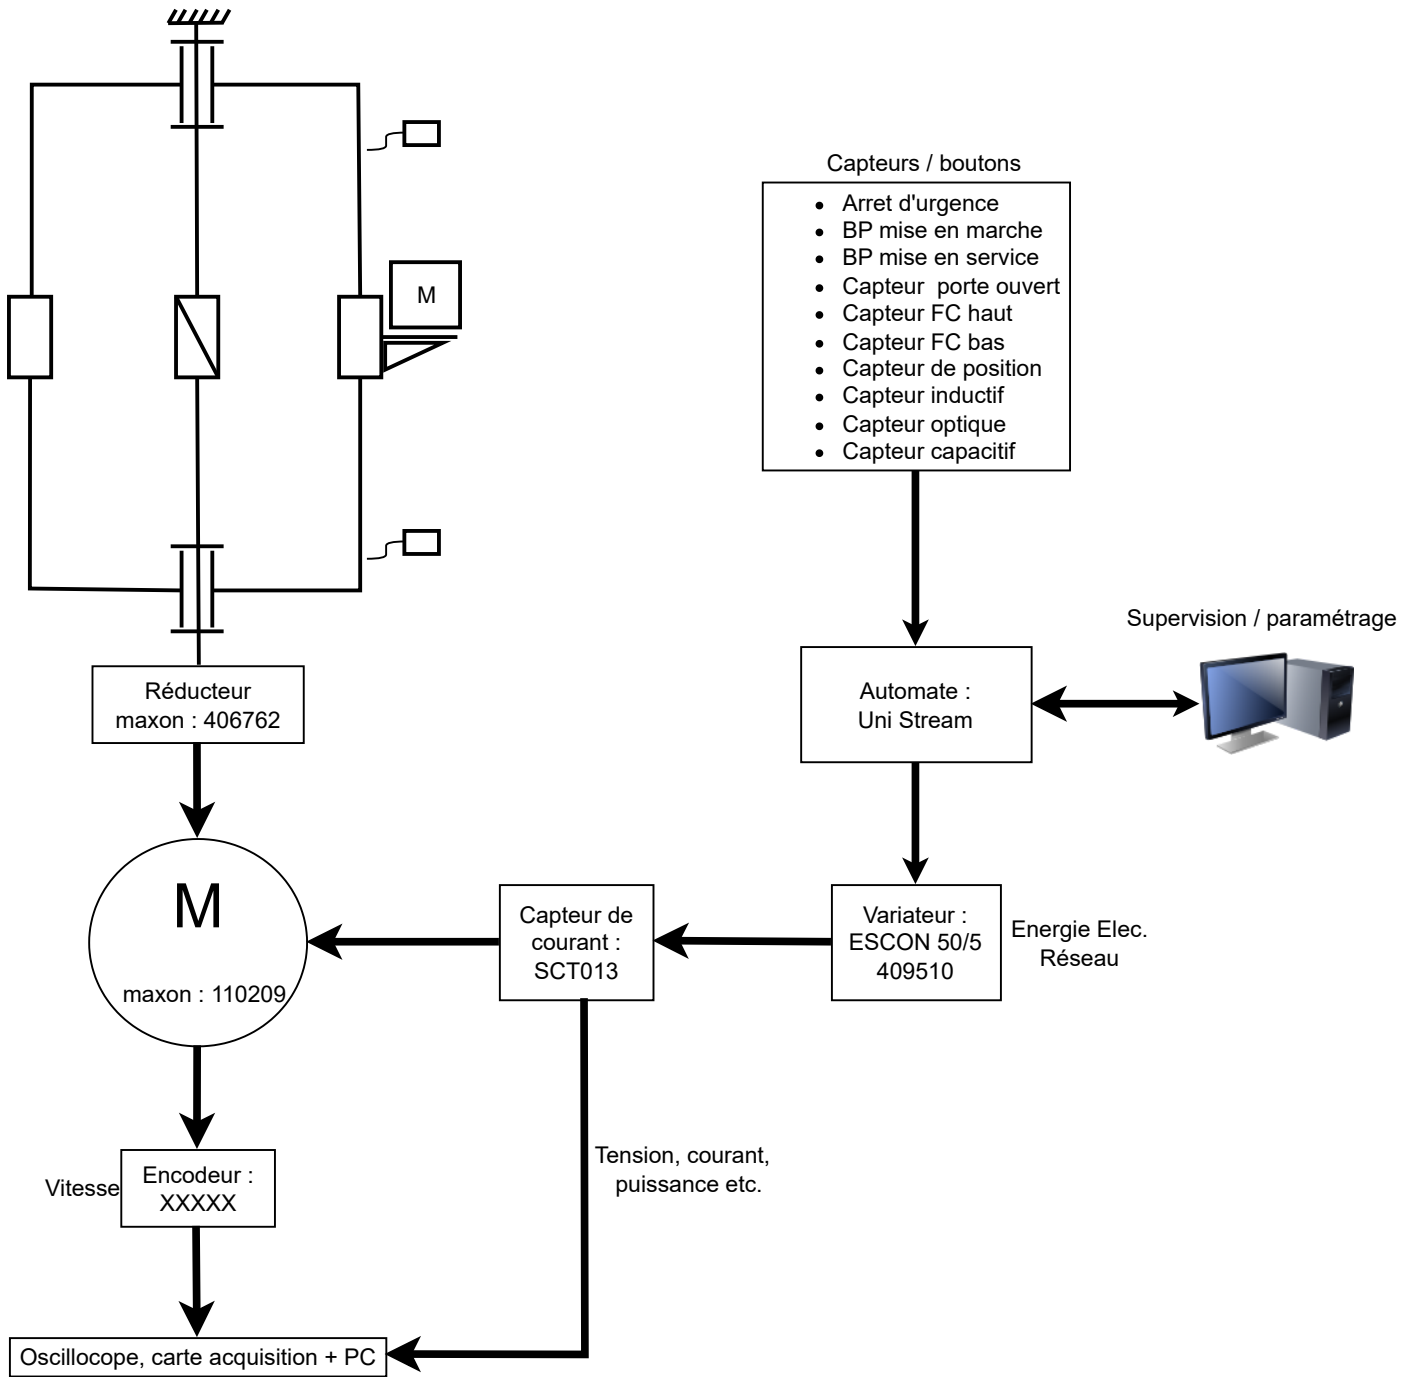 Capteurs / boutons
Arret d'urgence
BP mise en marche
BP mise en service
Capteur porte ouvert
Capteur FC haut
Capteur FC bas
Capteur de position
Capteur inductif
Capteur optique
Capteur capacitif
M
Supervision / paramétrage
Réducteur
maxon : 406762
Automate :
Uni Stream
M
maxon : 110209
Capteur de
courant :
SCT013
Variateur :
ESCON 50/5
409510
Energie Elec.
Réseau
Vitesse
Encodeur :
XXXXX
Tension, courant,
puissance etc.
Oscillocope, carte acquisition + PC